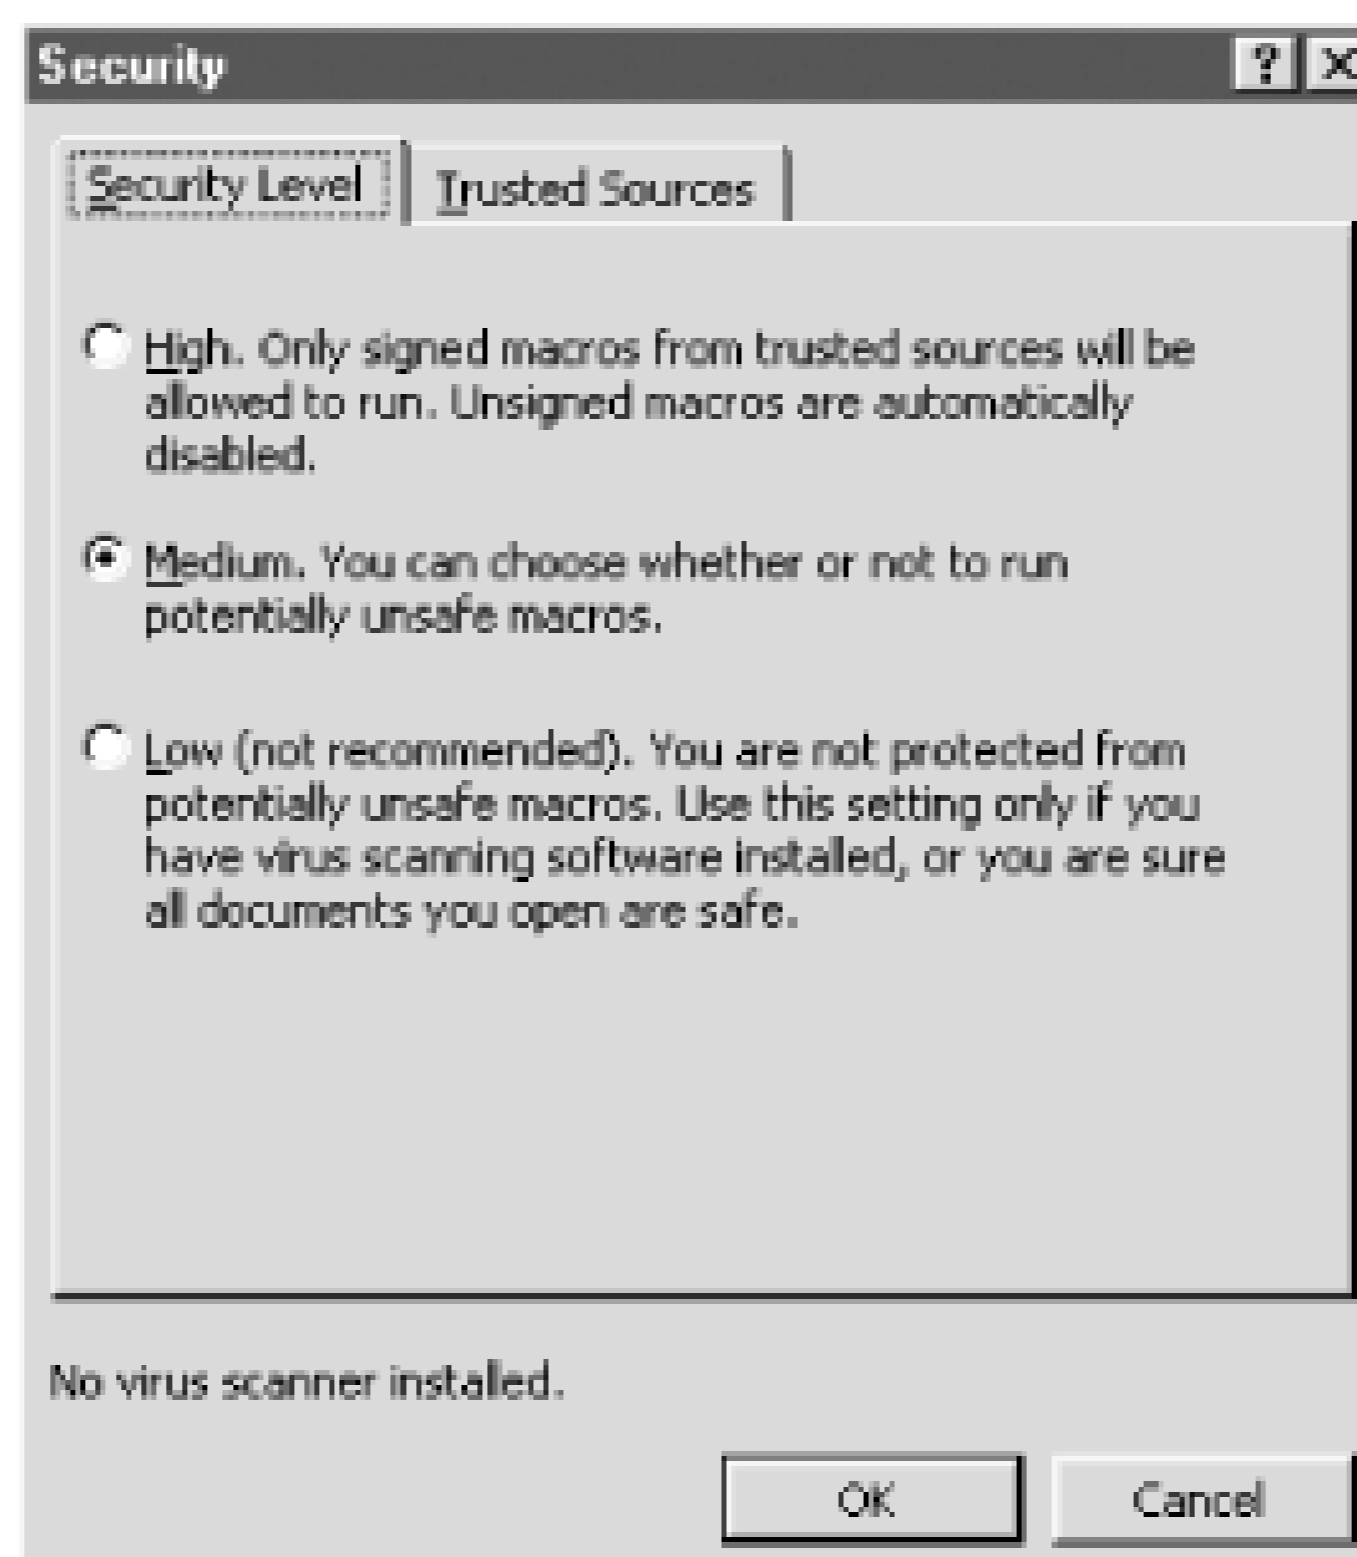 Security ? X
Security Level Trusted Sources
High. Only signed macros from trusted sources will be
allowed to run. Unsigned macros are automatically
disabled.
Medium. You can choose whether or not to run
potentially unsafe macros.
Low (not recommended). You are not protected from
potentially unsafe macros. Use this setting only if you
have virus scanning software installed, or you are sure
all documents you open are safe.
No virus scanner installed.
OK Cancel